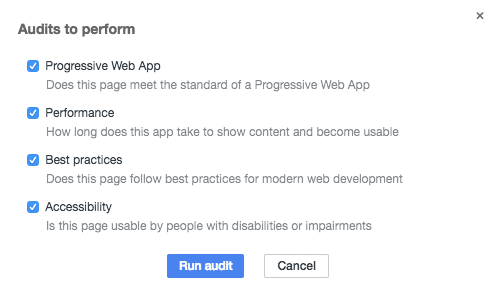 Audits to perform
Progressive Web App
Does this page meet the standard of a Progressive Web App
Performance
How long does this app take to show content and become usable
Best practices
Does this page follow best practices for modern web development
Accessibility
Is this page usable by people with disabilities or impairments
Run audit
Cancel